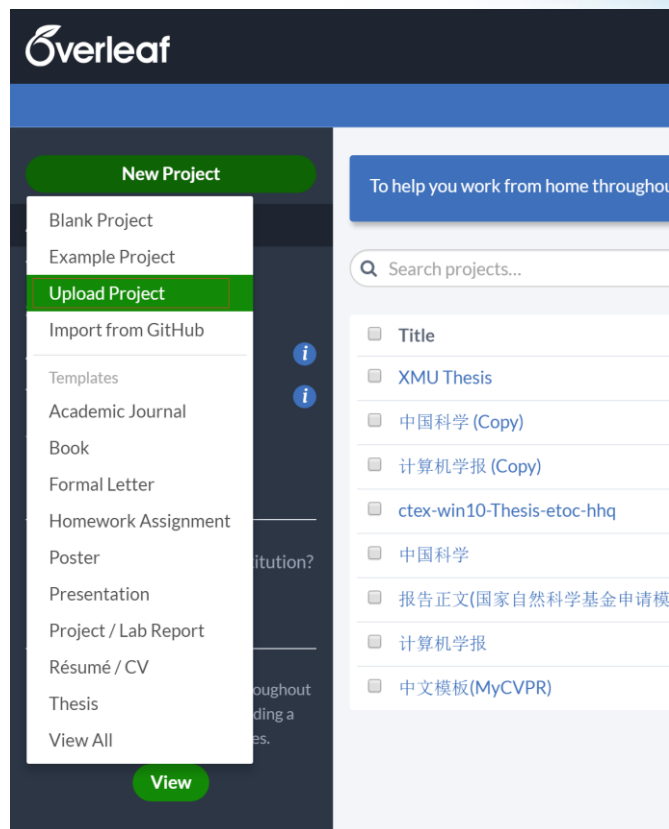 Overleaf
New Project
Blank Project
Example Project
Upload Project
Import from GitHub
Templates
Academic Journal
Book
Formal Letter
Homework Assignment
Poster
Presentation
Project / Lab Report
Résumé / CV
Thesis
View All
itution?
oughout
ding a
es.
View
To help you work from home throughou
Search projects...
Title
XMU Thesis
中国科学 (Copy)
计算机学报 (Copy)
ctex-win10-Thesis-etoc-hhq
中国科学
报告正文(国家自然科学基金申请模
计算机学报
中文模板(MyCVPR)